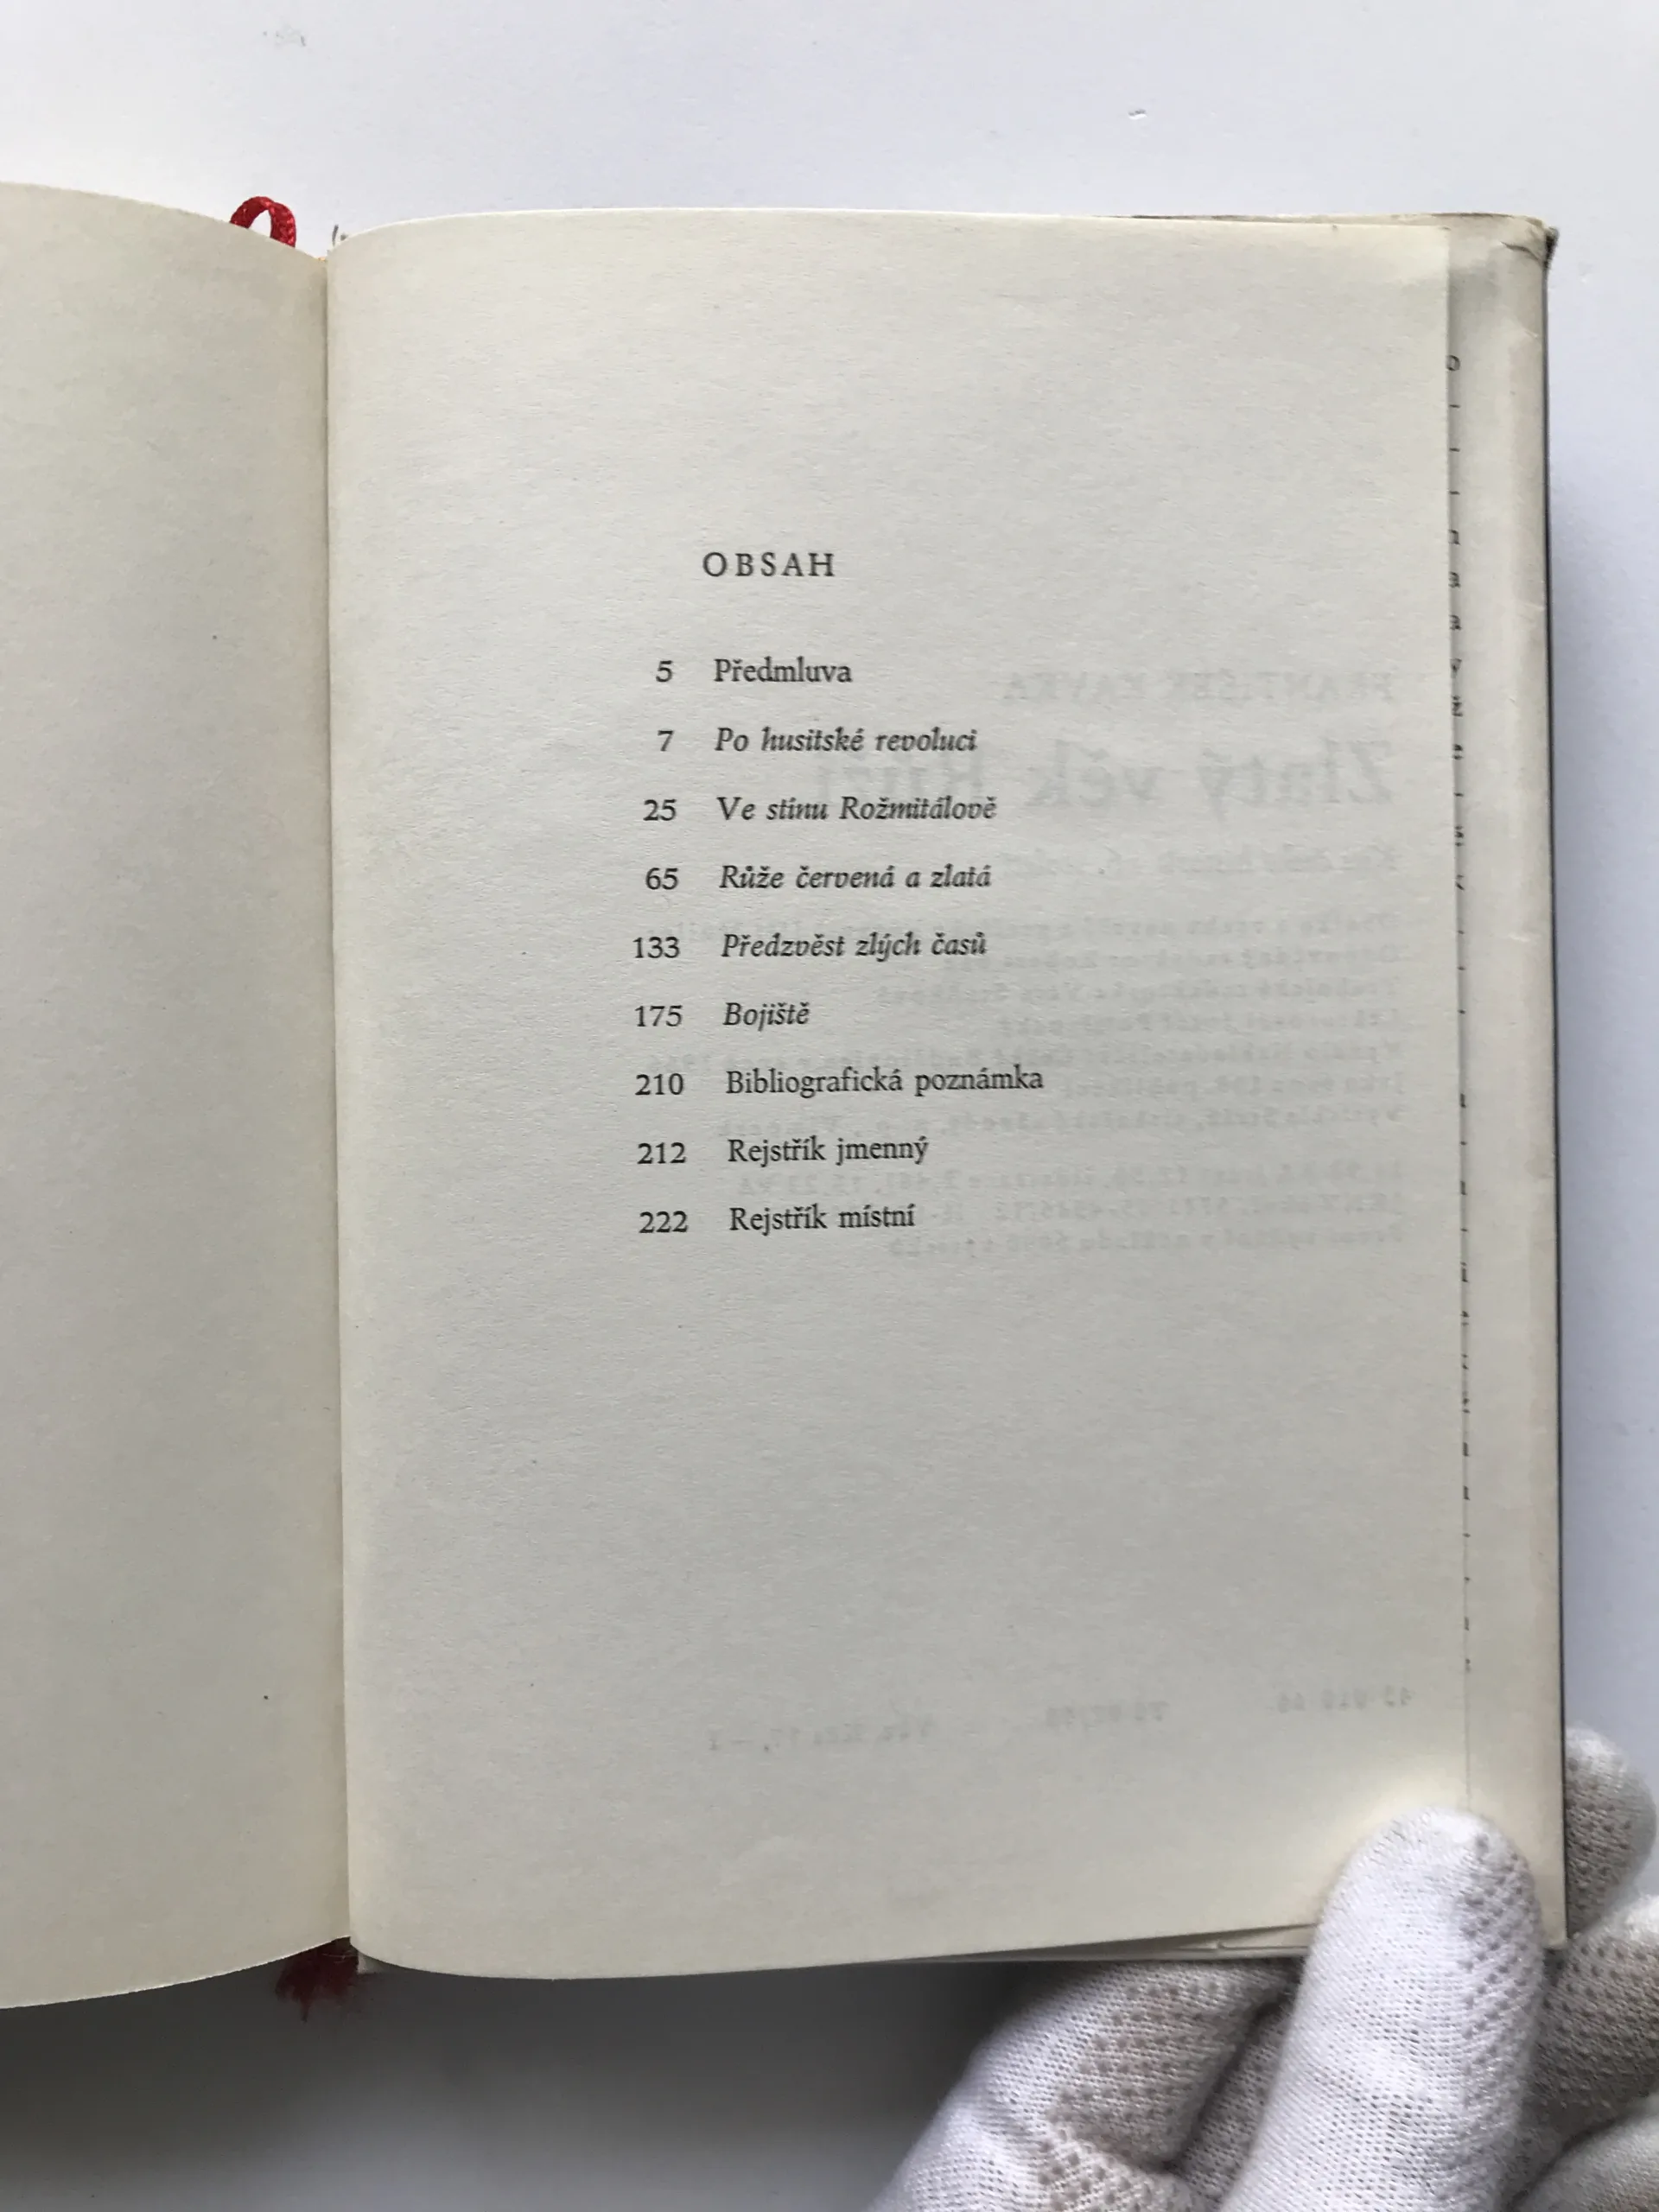 OBSAH
5 Předmluva
7 Po husitské revoluci
25 Ve stínu Rožmitálově
65 Růže červená a zlatá
133 Předzvěst zlých časů
175 Bojiště
210 Bibliografická poznámka
212 Rejstřík jmenný
222 Rejstřík místní